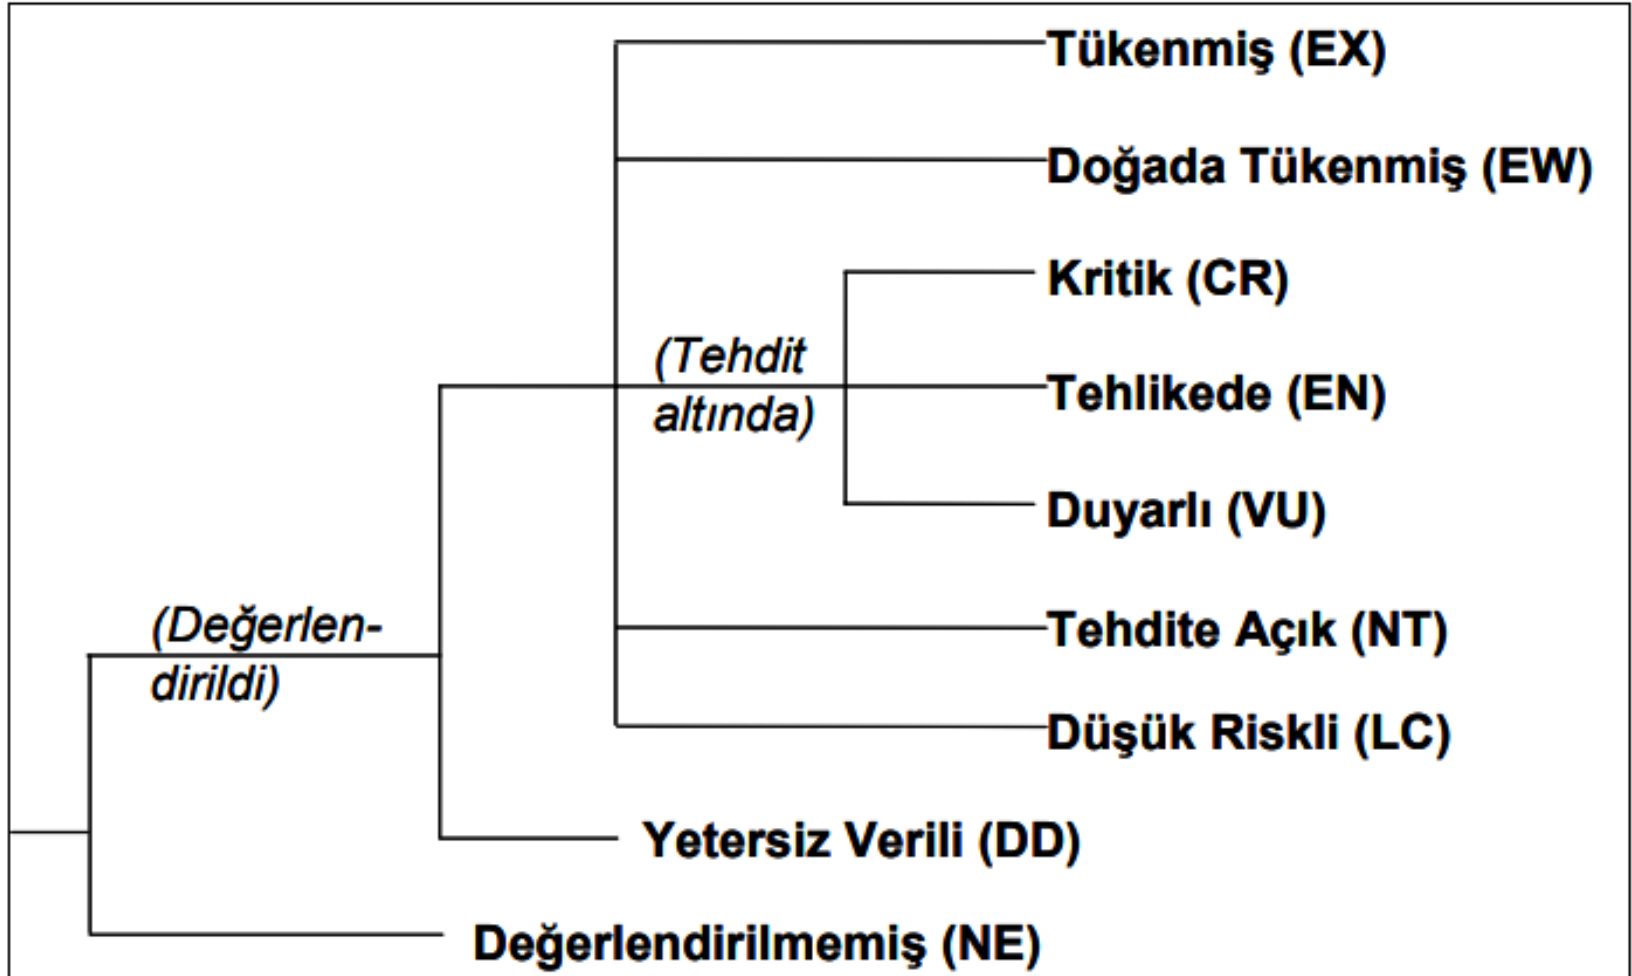 Tükenmiş (EX)
Doğada Tükenmiş (EW)
Kritik (CR)
(Tehdit
altında)
Tehlikede (EN)
Duyarlı (VU)
(Değerlen-
dirildi)
Tehdite Açık (NT)
Düşük Riskli (LC)
Yetersiz Verili (DD)
Değerlendirilmemiş (NE)